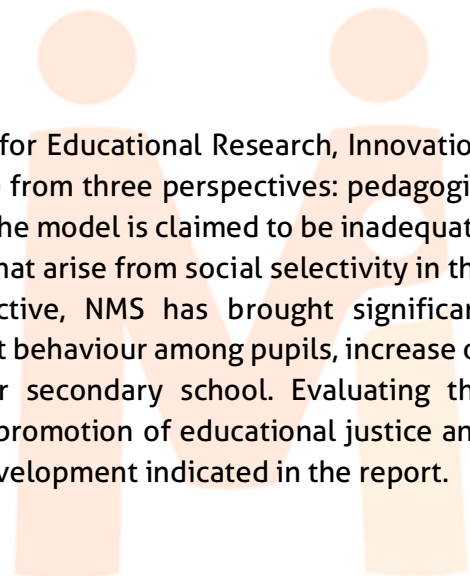 for Educational Research, Innovatio
from three perspectives: pedagogi
he model is claimed to be inadequat
hat arise from social selectivity in th
ctive, NMS has brought significan
t behaviour among pupils, increase o
r secondary school. Evaluating th
promotion of educational justice an
velopment indicated in the report.